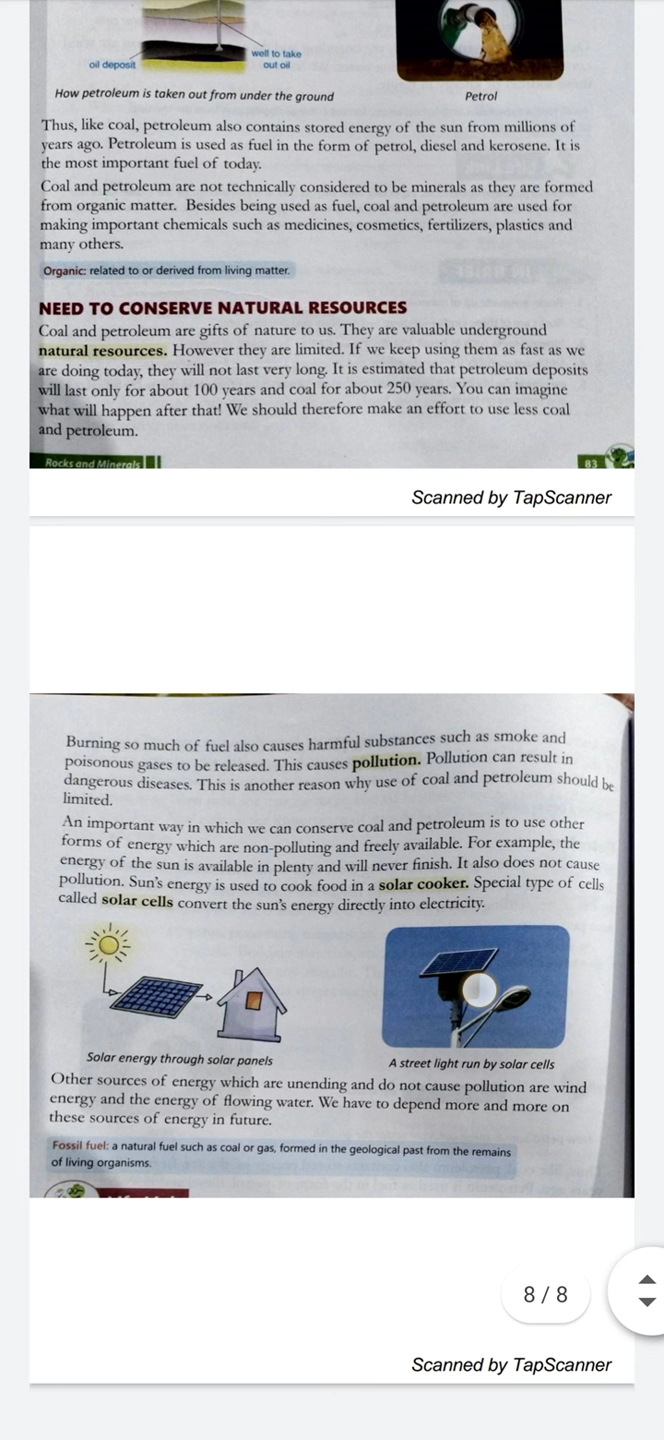 oil deposit
well to take
out oil
How petroleum is taken out from under the ground
Petrol
Thus, like coal, petroleum also contains stored energy of the sun from millions of
years ago. Petroleum is used as fuel in the form of petrol, diesel and kerosene. It is
the most important fuel of today.
Coal and petroleum are not technically considered to be minerals as they are formed
from organic matter. Besides being used as fuel, coal and petroleum are used for
making important chemicals such as medicines, cosmetics, fertilizers, plastics and
many others.
Organic: related to or derived from living matter.
NEED TO CONSERVE NATURAL RESOURCES
Coal and petroleum are gifts of nature to us. They are valuable underground
natural resources. However they are limited. If we keep using them as fast as we
are doing today, they will not last very long. It is estimated that petroleum deposits
will last only for about 100 years and coal for about 250 years. You can imagine
what will happen after that! We should therefore make an effort to use less coal
and petroleum.
Rocks and Minerals
83
Scanned by TapScanner
Burning so much of fuel also causes harmful substances such as smoke and
poisonous gases to be released. This causes pollution. Pollution can result in
dangerous diseases. This is another reason why use of coal and petroleum should be
limited.
An important way in which we can conserve coal and petroleum is to use other
forms of energy which are non-polluting and freely available. For example, the
energy of the sun is available in plenty and will never finish. It also does not cause
pollution. Sun's energy is used to cook food in a solar cooker. Special type of cells
called solar cells convert the sun's energy directly into electricity.
Solar energy through solar panels
A street light run by solar cells
Other sources of energy which are unending and do not cause pollution are wind
energy and the energy of flowing water. We have to depend more and more on
these sources of energy in future.
Fossil fuel: a natural fuel such as coal or gas, formed in the geological past from the remains
of living organisms.
8 / 8
Scanned by TapScanner